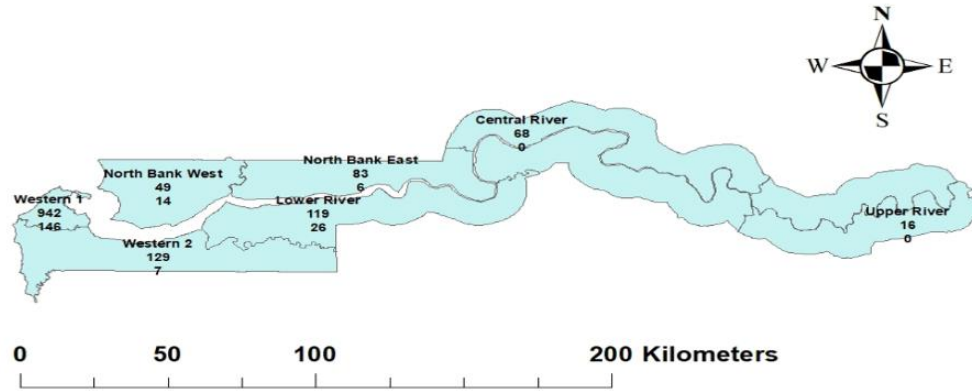 N
W E
S
Central River
68
0
North Bank East
83
6
North Bank West
49
14
Western 1
942
146
Lower River
119
26
Upper River
16
0
Western 2
129
7
0 50 100 200 Kilometers